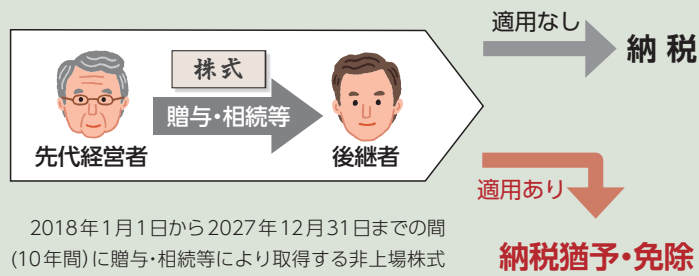 適用なし
納税
株式
贈与・相続等
先代経営者
後継者
適用あり
納税猶予・免除
2018年1月1日から2027年12月31日までの間
(10年間)に贈与・相続等により取得する非上場株式